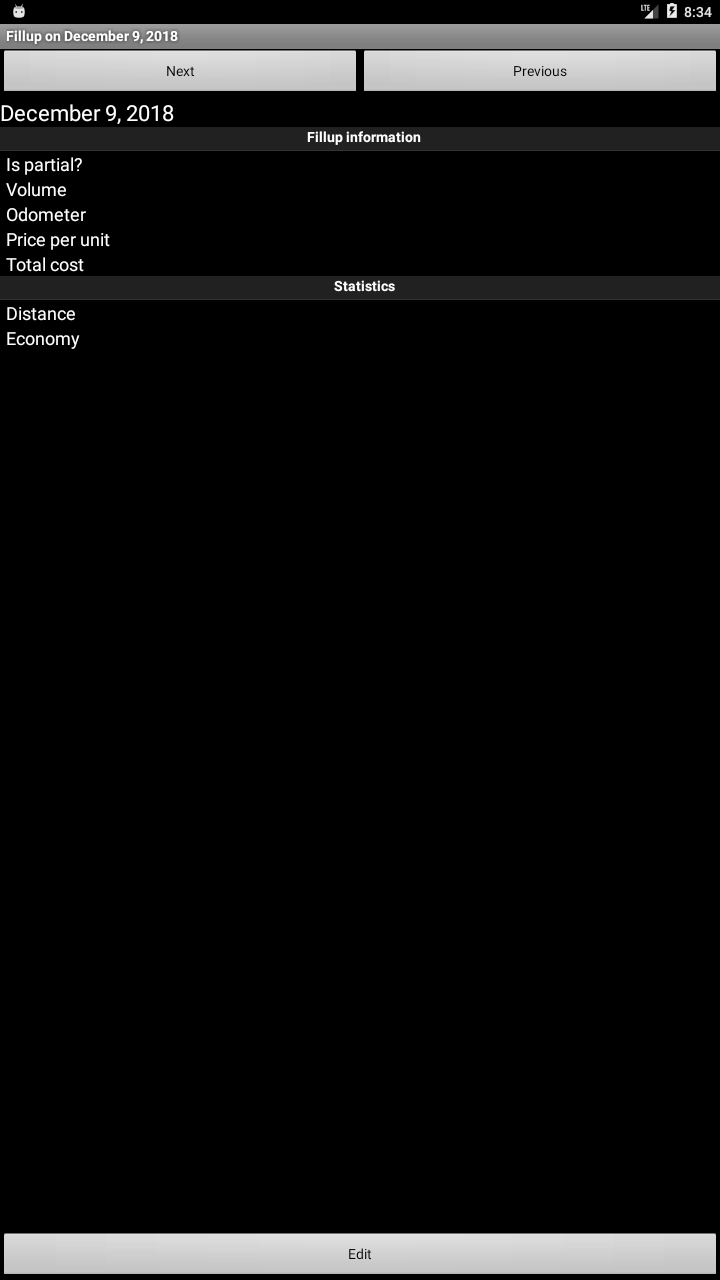 LTE 8:34
Fillup on December 9, 2018
Next Previous
December 9, 2018
Fillup information
Is partial?
Volume
Odometer
Price per unit
Total cost
Statistics
Distance
Economy
Edit